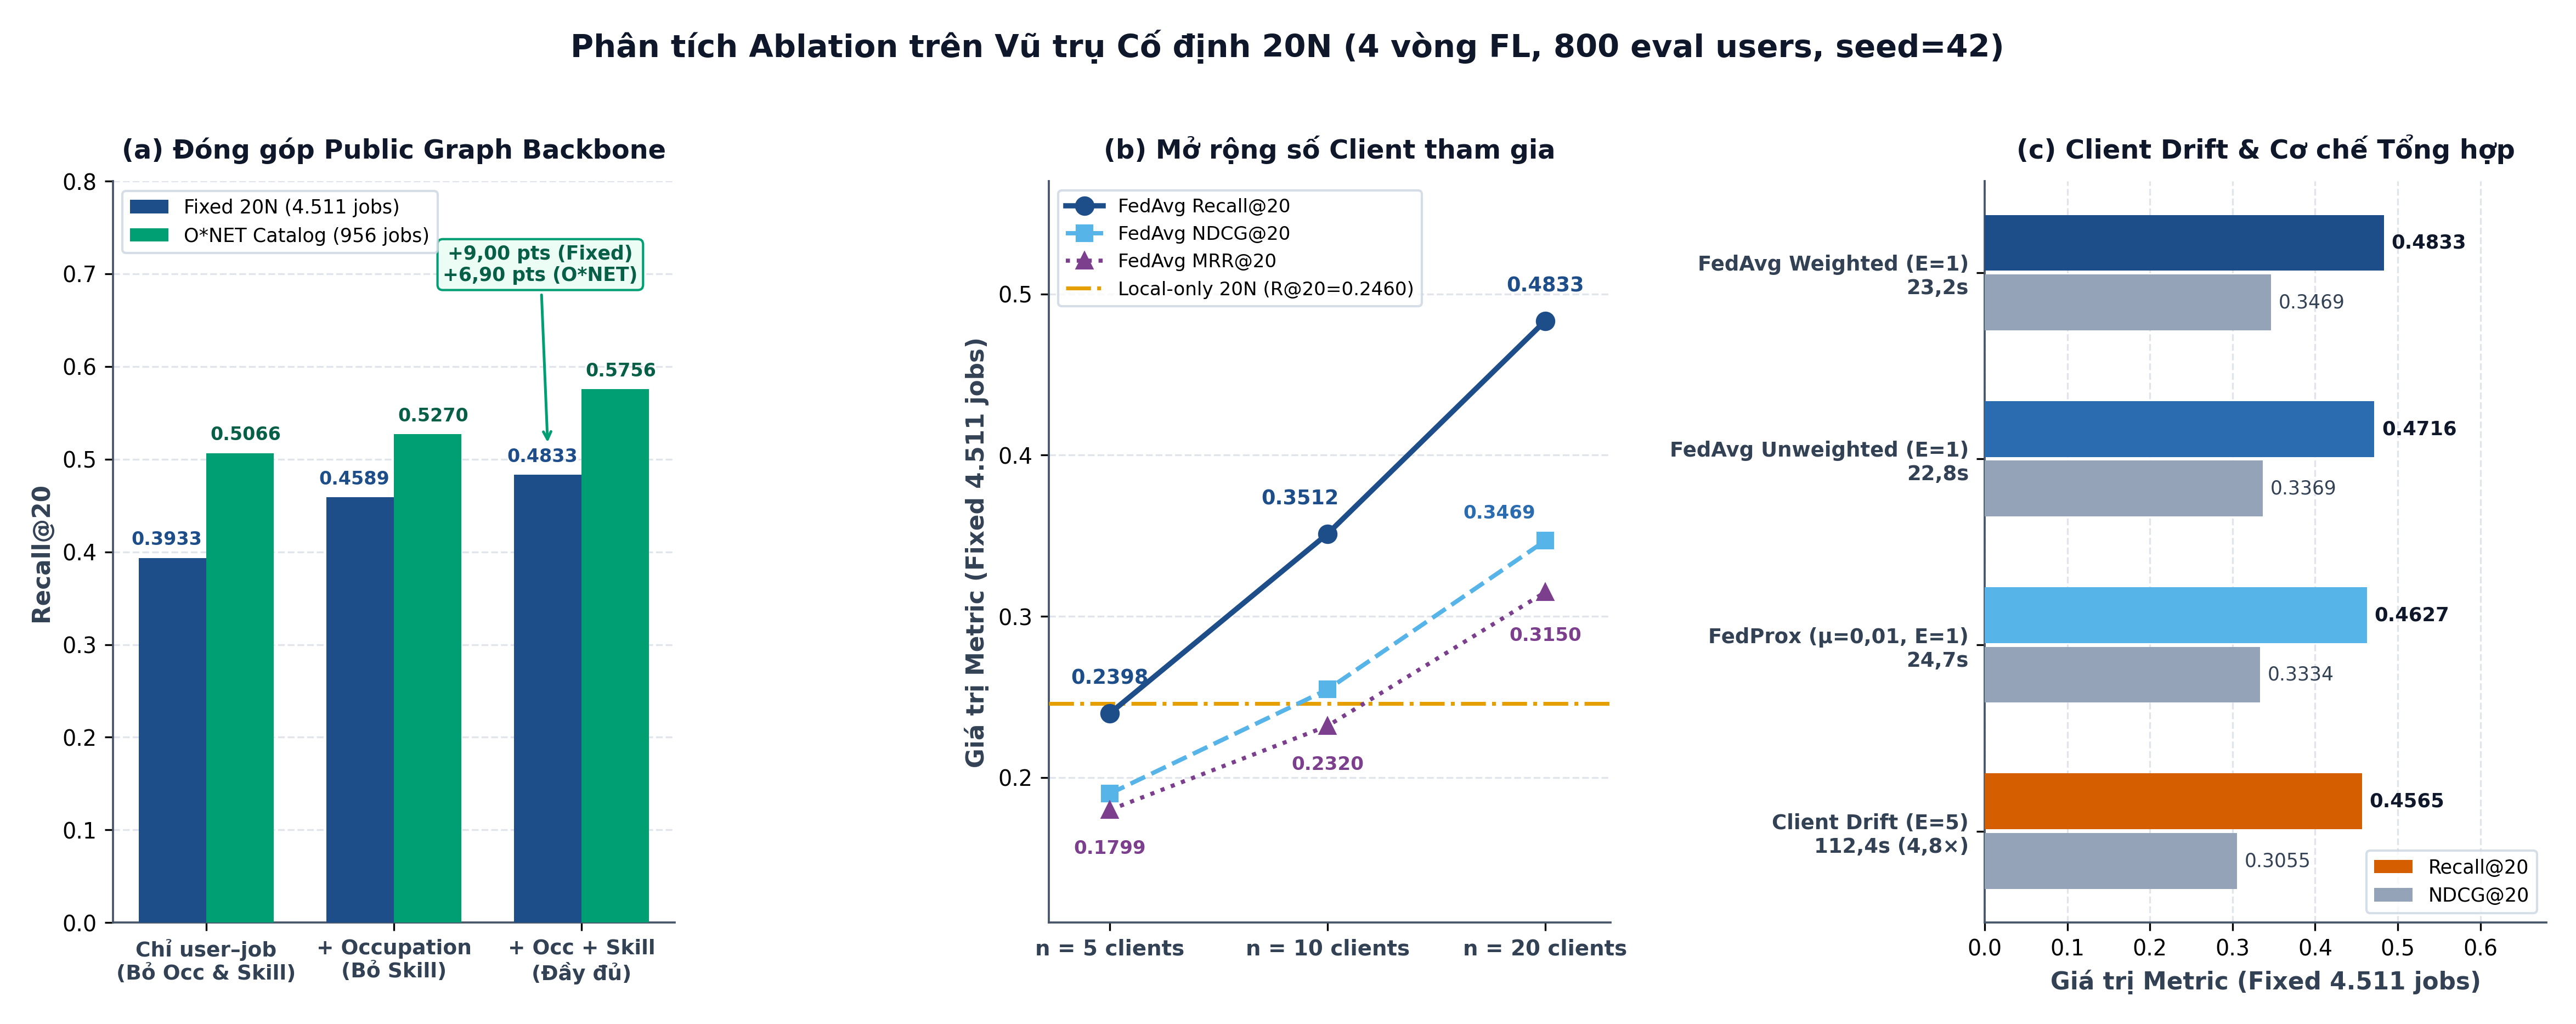 Phân tích Ablation trên Vũ trụ Cố định 20N (4 vòng FL, 800 eval users, seed=42)
(a) Đóng góp Public Graph Backbone
Fixed 20N (4.511 jobs)
O*NET Catalog (956 jobs)
+9,00 pts (Fixed)
+6,90 pts (O*NET)
Recall@20
0.8
0.7
0.6
0.5
0.4
0.3
0.2
0.1
0.0
0.3933
0.5066
0.4589
0.5270
0.4833
0.5756
Chỉ user–job
(Bỏ Occ & Skill)
+ Occupation
(Bỏ Skill)
+ Occ + Skill
(Đầy đủ)
(b) Mở rộng số Client tham gia
FedAvg Recall@20
FedAvg NDCG@20
FedAvg MRR@20
Local-only 20N (R@20=0.2460)
Giá trị Metric (Fixed 4.511 jobs)
0.5
0.4
0.3
0.2
0.4833
0.3512
0.3469
0.3150
0.2398
0.2320
0.1799
n = 5 clients
n = 10 clients
n = 20 clients
(c) Client Drift & Cơ chế Tổng hợp
FedAvg Weighted (E=1)
23,2s
0.4833
0.3469
FedAvg Unweighted (E=1)
22,8s
0.4716
0.3369
FedProx (μ=0,01, E=1)
24,7s
0.4627
0.3334
Client Drift (E=5)
112,4s (4,8×)
0.4565
0.3055
Recall@20
NDCG@20
0.0
0.1
0.2
0.3
0.4
0.5
0.6
Giá trị Metric (Fixed 4.511 jobs)